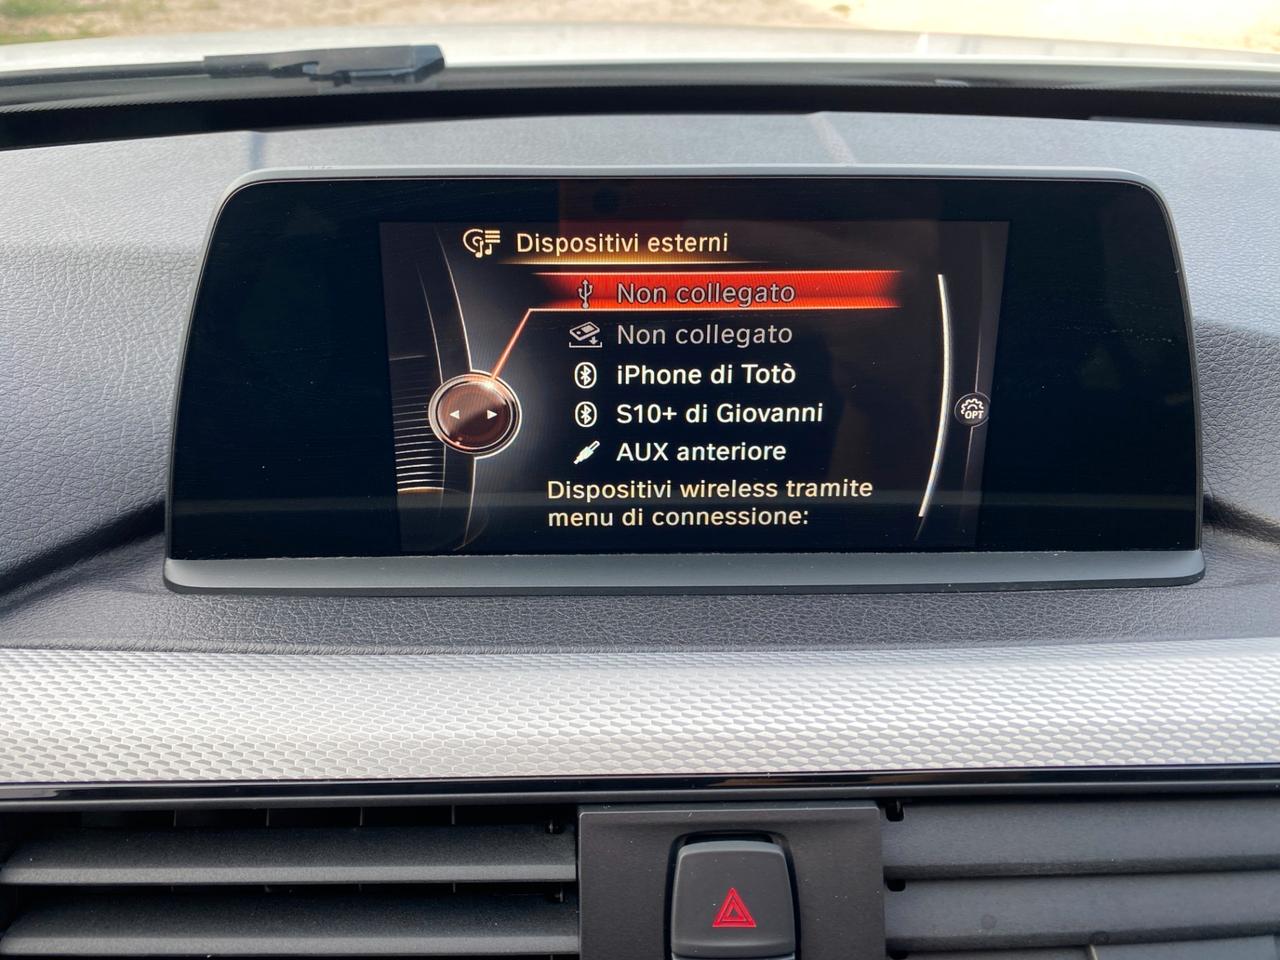 Dispositivi esterni
Non collegato
Non collegato
iPhone di Totò
S10+ di Giovanni
AUX anteriore
OPT
Dispositivi wireless tramite
menu di connessione: